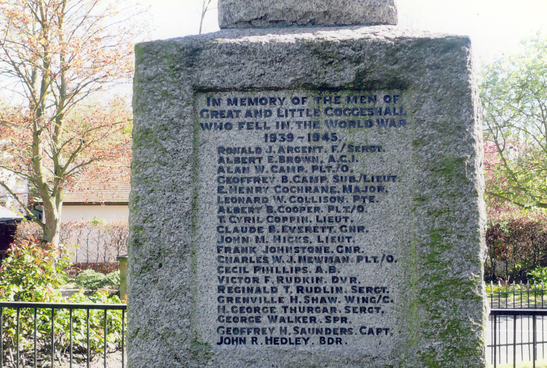 IN MEMORY OF THE MEN OF
GREAT AND LITTLE COGGESHALL
WHO FELL IN THE WORLD WAR
1939 - 1945.
RONALD J. ARGENT, F./SERGT.
ALBERT E. BROWN, A.C.I.
ALAN W. CAMP, PLT./O.
GEOFFREY B. CAMP, SUB./LIEUT.
E. HENRY COCHRANE, MAJOR.
LEONARD W. COLLISON, PTE.
ALBERT B. COOPER, PLT./O.
T. CYRIL COPPIN, LIEUT.
CLAUDE B. EVERETT, GNR.
JOHN M. HICKS, LIEUT.
FRANK JOHNSTONE, GNR.
CHARLES W. J. NEWMAN, PLT./O.
CECIL PHILLIPS, A.B.
VICTOR F. RUDKIN, DVR.
REGINALD T. RUDLIN, SERGT.
GRENVILLE H. SHAW, WING/C.
H. GEORGE THURGAR, SERGT.
GEORGE WALKER, SPR.
GEOFFREY H. SAUNDERS, CAPT.
JOHN R. HEDLEY, BDR.